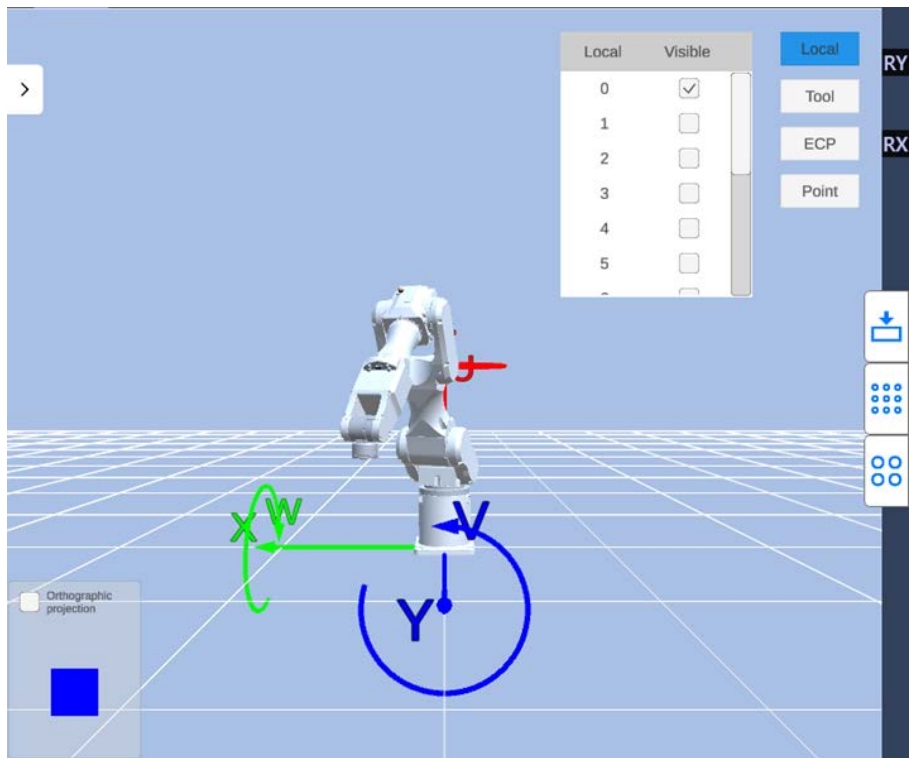 Local Visible
0
1
2
3
4
5
Local
Tool
ECP
Point
RY
RX
X
W
V
Y
Orthographic
projection